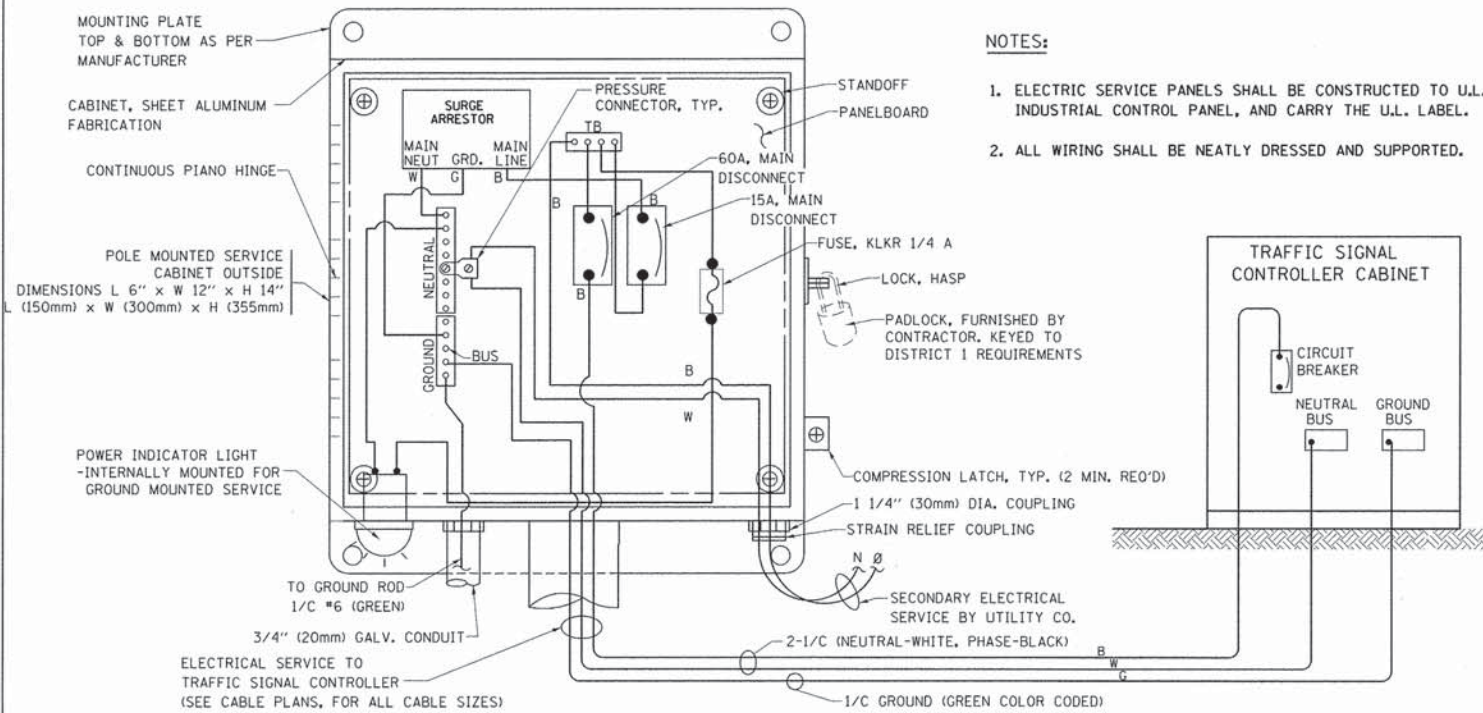 MOUNTING PLATE
TOP & BOTTOM AS PER
MANUFACTURER
CABINET, SHEET ALUMINUM
FABRICATION
CONTINUOUS PIANO HINGE
POLE MOUNTED SERVICE
CABINET OUTSIDE
DIMENSIONS L 6" x W 12" x H 14"
L (150mm) x W (300mm) x H (355mm)
POWER INDICATOR LIGHT
-INTERNALLY MOUNTED FOR
GROUND MOUNTED SERVICE
SURGE
ARRESTOR
MAIN
NEUT
GRD.
MAIN
LINE
W
G
B
PRESSURE
CONNECTOR, TYP.
TB
NEUTRAL
GROUND
BUS
B
B
B
B
W
STANDOFF
PANELBOARD
60A, MAIN
DISCONNECT
15A, MAIN
DISCONNECT
FUSE, KLKR 1/4 A
LOCK, HASP
PADLOCK, FURNISHED BY
CONTRACTOR. KEYED TO
DISTRICT 1 REQUIREMENTS
COMPRESSION LATCH, TYP. (2 MIN. REQ'D)
1 1/4" (30mm) DIA. COUPLING
STRAIN RELIEF COUPLING
N Ø
SECONDARY ELECTRICAL
SERVICE BY UTILITY CO.
TO GROUND ROD
1/C #6 (GREEN)
3/4" (20mm) GALV. CONDUIT
ELECTRICAL SERVICE TO
TRAFFIC SIGNAL CONTROLLER
(SEE CABLE PLANS, FOR ALL CABLE SIZES)
2-1/C (NEUTRAL-WHITE, PHASE-BLACK)
B
W
G
1/C GROUND (GREEN COLOR CODED)
NOTES:
1. ELECTRIC SERVICE PANELS SHALL BE CONSTRUCTED TO U.L.
INDUSTRIAL CONTROL PANEL, AND CARRY THE U.L. LABEL.
2. ALL WIRING SHALL BE NEATLY DRESSED AND SUPPORTED.
TRAFFIC SIGNAL
CONTROLLER CABINET
CIRCUIT
BREAKER
NEUTRAL
BUS
GROUND
BUS